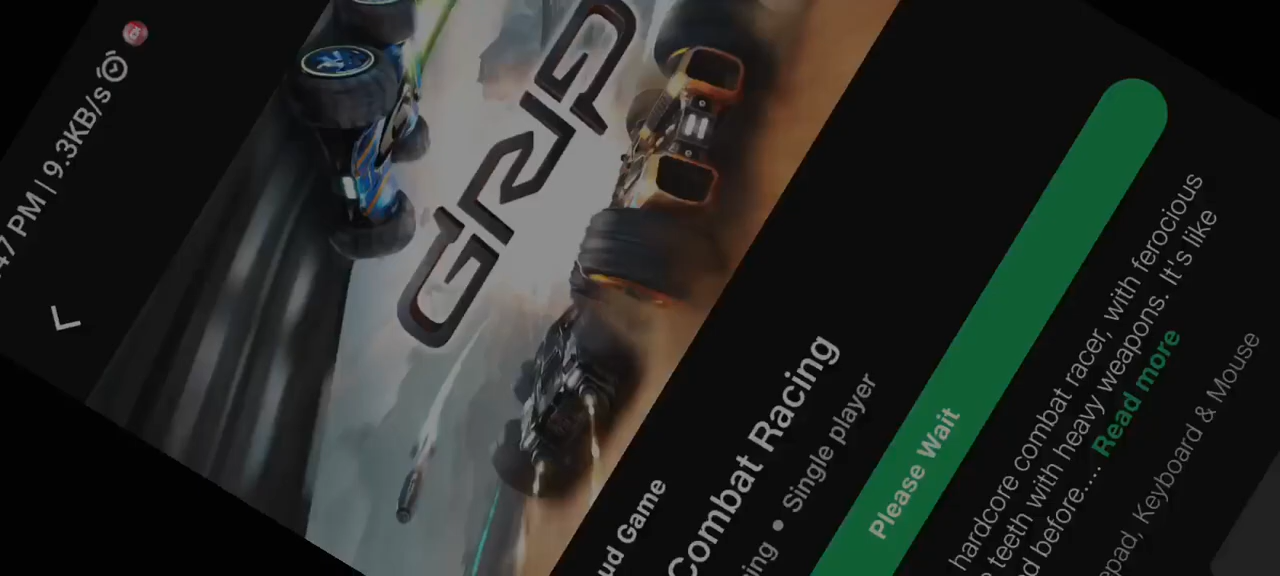 47 PM | 9.3KB/s
GRIP
ud Game
Combat Racing
ing • Single player
Please Wait
hardcore combat racer, with ferocious
teeth with heavy weapons. It's like
d before.... Read more
epad, Keyboard & Mouse